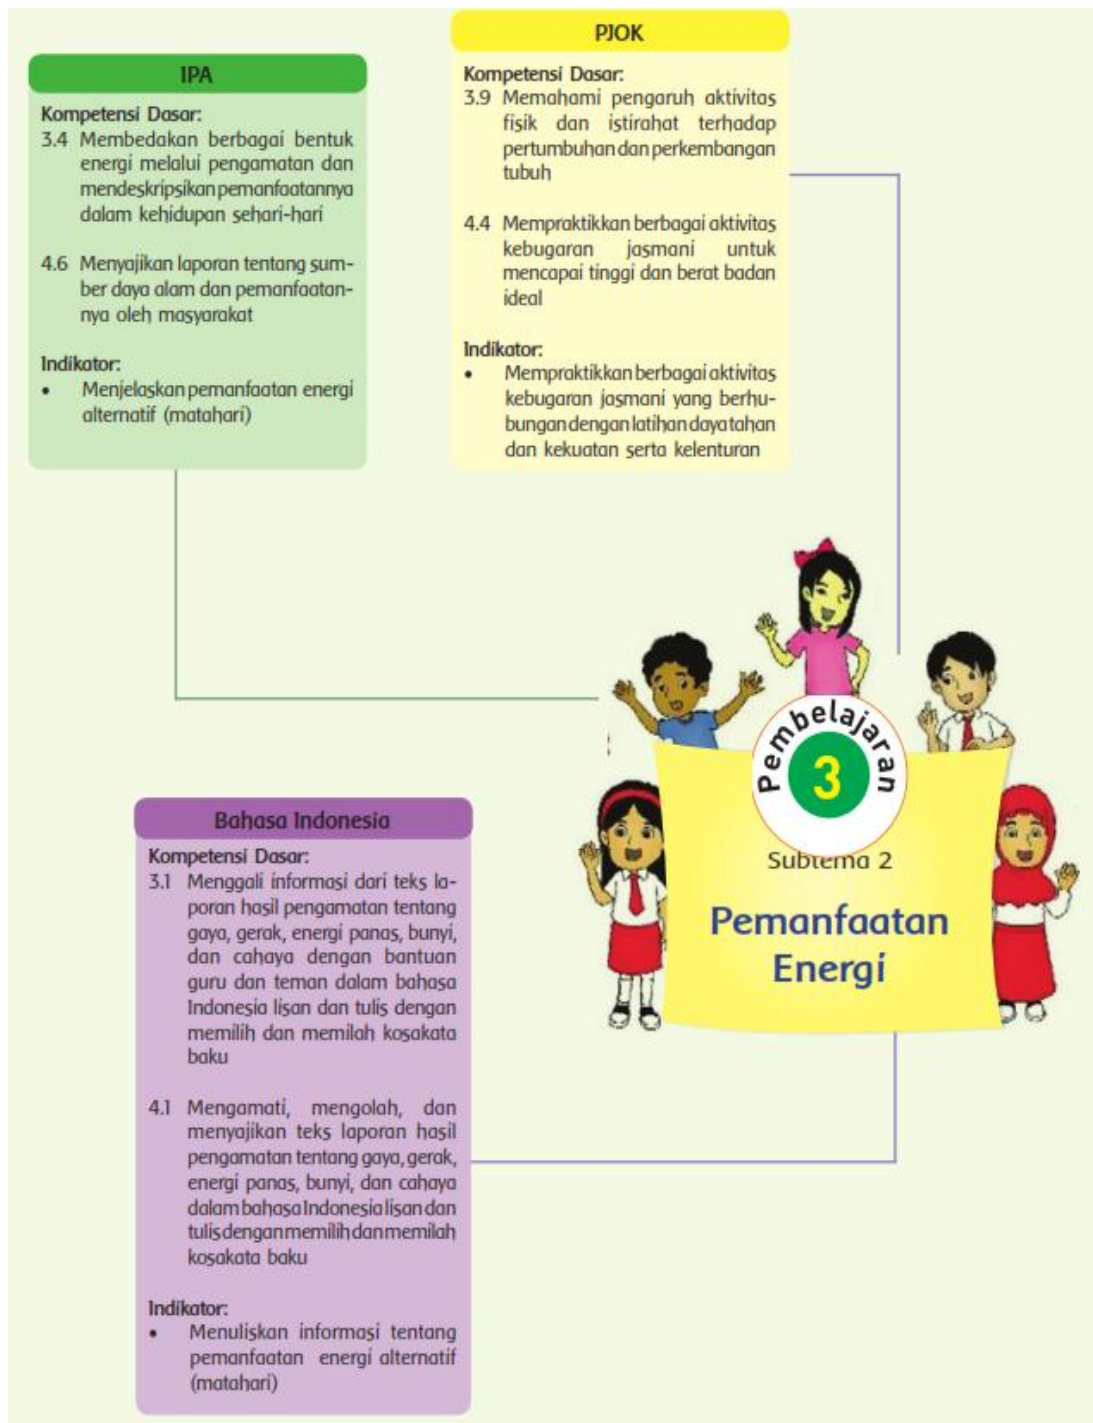 PJOK
Kompetensi Dasar:
3.9 Memahami pengaruh aktivitas
fisik dan istirahat terhadap
pertumbuhan dan perkembangan
tubuh
4.4 Mempraktikkan berbagai aktivitas
kebugaran jasmani untuk
mencapai tinggi dan berat badan
ideal
Indikator:
• Mempraktikkan berbagai aktivitas
kebugaran jasmani yang berhu-
bungan dengan latihan daya tahan
dan kekuatan serta kelenturan
IPA
Kompetensi Dasar:
3.4 Membedakan berbagai bentuk
energi melalui pengamatan dan
mendeskripsikan pemanfaatannya
dalam kehidupan sehari-hari
4.6 Menyajikan laporan tentang sum-
ber daya alam dan pemanfaatan-
nya oleh masyarakat
Indikator:
• Menjelaskan pemanfaatan energi
alternatif (matahari)
Pembelajaran
3
Subtema 2
Pemanfaatan
Energi
Bahasa Indonesia
Kompetensi Dasar:
3.1 Menggali informasi dari teks la-
poran hasil pengamatan tentang
gaya, gerak, energi panas, bunyi,
dan cahaya dengan bantuan
guru dan teman dalam bahasa
Indonesia lisan dan tulis dengan
memilih dan memilah kosakata
baku
4.1 Mengamati, mengolah, dan
menyajikan teks laporan hasil
pengamatan tentang gaya, gerak,
energi panas, bunyi, dan cahaya
dalam bahasa Indonesia lisan dan
tulis dengan memilih dan memilah
kosakata baku
Indikator:
• Menuliskan informasi tentang
pemanfaatan energi alternatif
(matahari)